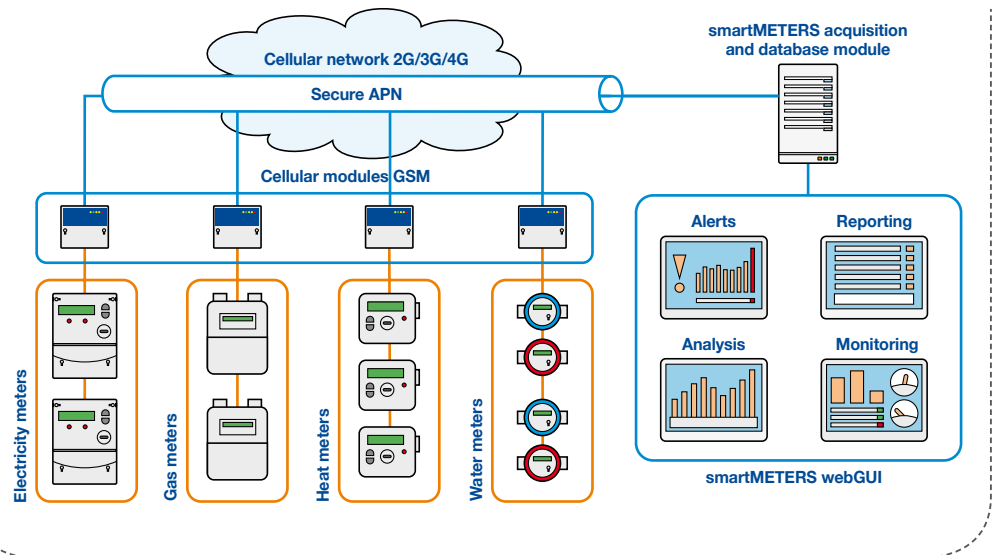 smartMETERS acquisition
and database module
Cellular network 2G/3G/4G
Secure APN
Cellular modules GSM
Electricity meters
Gas meters
Heat meters
Water meters
Alerts
Reporting
Analysis
Monitoring
smartMETERS webGUI